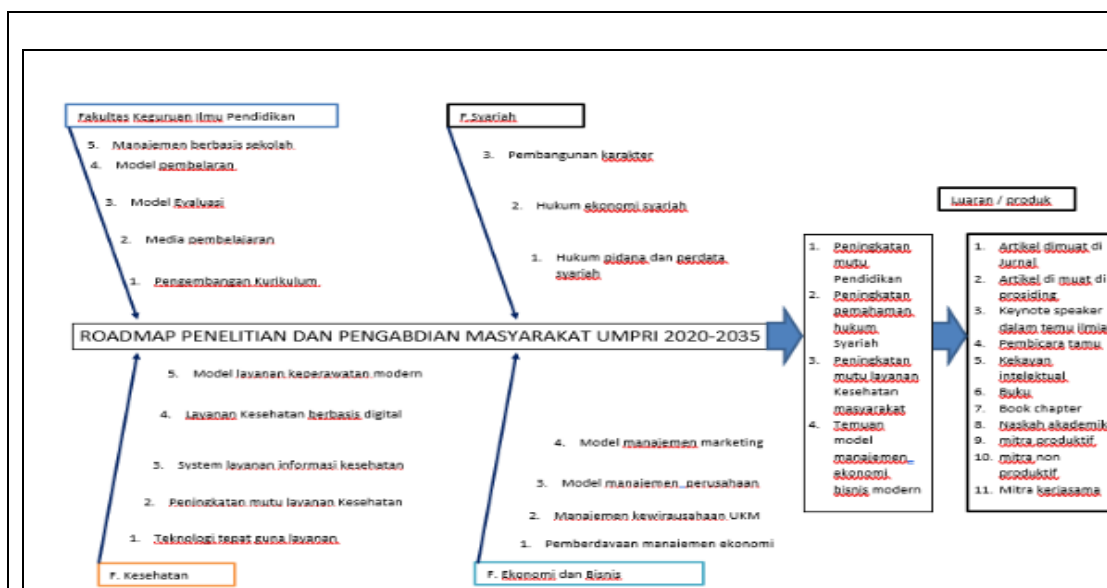 Fakultas Keguruan Ilmu Pendidikan
5. Manajemen berbasis sekolah
4. Model pembelaran
3. Model Evaluasi
2. Media pembelajaran
1. Pengembangan Kurikulum
F.Syariah
3. Pembangunan karakter
2. Hukum ekonomi syariah
1. Hukum pidana dan perdata
syariah
ROADMAP PENELITIAN DAN PENGABDIAN MASYARAKAT UMPRI 2020-2035
5. Model layanan keperawatan modern
4. Layanan Kesehatan berbasis digital
3. System layanan informasi kesehatan
2. Peningkatan mutu layanan Kesehatan
1. Teknologi tepat guna layanan
F. Kesehatan
4. Model manajemen marketing
3. Model manajemen perusahaan
2. Manajemen kewirausahaan UKM
1. Pemberdayaan manajemen ekonomi
F. Ekonomi dan Bisnis
1. Peningkatan
mutu
Pendidikan
2. Peningkatan
pemahaman
hukum
Syariah
3. Peningkatan
mutu layanan
Kesehatan
masyarakat
4. Temuan
model
manajemen
ekonomi
bisnis modern
Luaran / produk
1. Artikel dimuat di
Jurnal
2. Artikel di muat di
prosiding
3. Keynote speaker
dalam temu ilmia
4. Pembicara tamu
5. Kekayan
intelektual
6. Buku
7. Book chapter
8. Naskah akademik
9. mitra produktif
10. mitra non
produktif
11. Mitra kerjasama